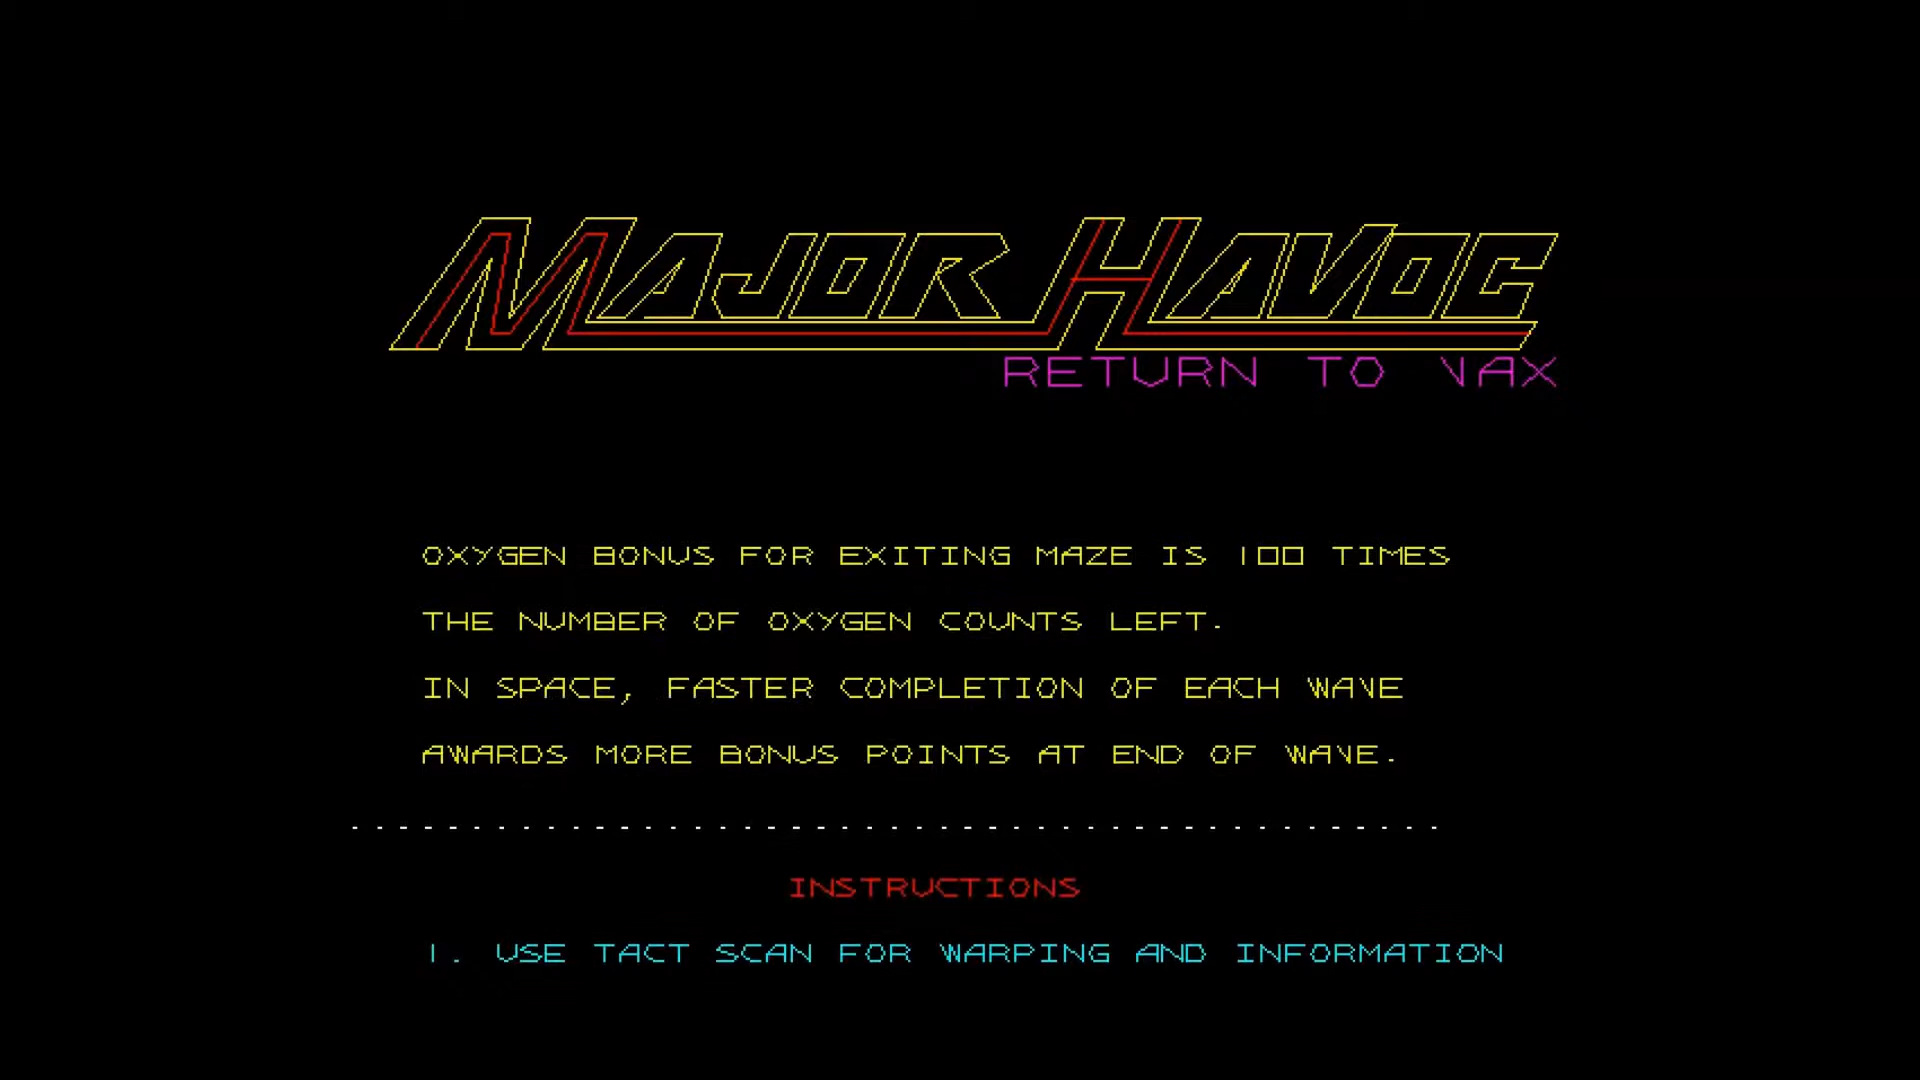 MAJOR HAVOC
RETURN TO VAX
OXYGEN BONUS FOR EXITING MAZE IS 100 TIMES
THE NUMBER OF OXYGEN COUNTS LEFT.
IN SPACE, FASTER COMPLETION OF EACH WAVE
AWARDS MORE BONUS POINTS AT END OF WAVE.
. . . . . . . . . . . . . . . . . . . . . . . . . . . . . . . . . . . . . . . . . . . . .
INSTRUCTIONS
1. USE TACT SCAN FOR WARPING AND INFORMATION